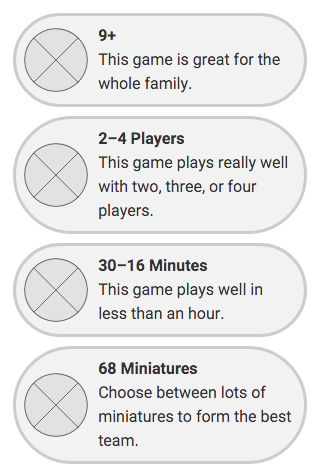 9+
This game is great for the
whole family.
2–4 Players
This game plays really well
with two, three, or four
players.
30–16 Minutes
This game plays well in
less than an hour.
68 Miniatures
Choose between lots of
miniatures to form the best
team.